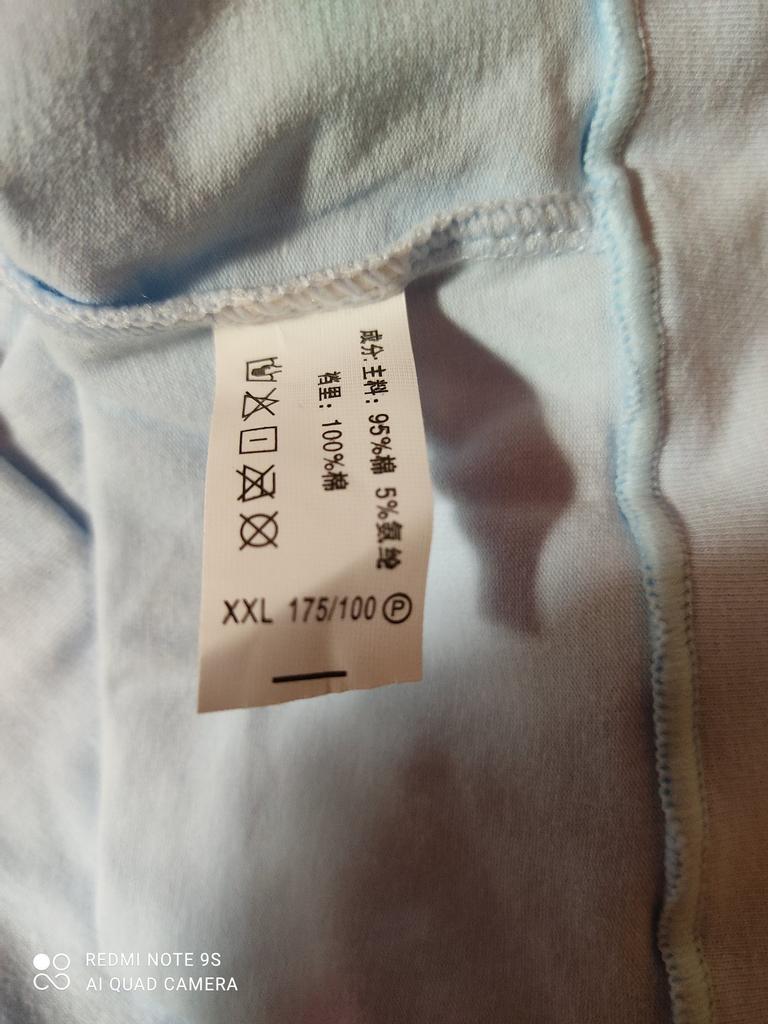 成分: 主料: 95%棉 5%氨纶
裆里: 100%棉
XXL 175/100 Ⓟ
REDMI NOTE 9S
AI QUAD CAMERA